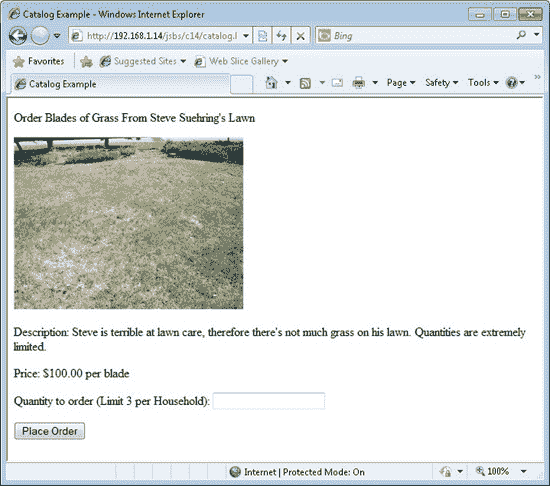 Catalog Example - Windows Internet Explorer
http://192.168.1.14/jsbs/c14/catalog.l
Bing
Favorites
Suggested Sites
Web Slice Gallery
Catalog Example
Page
Safety
Tools
Order Blades of Grass From Steve Suehring's Lawn
Description: Steve is terrible at lawn care, therefore there's not much grass on his lawn. Quantities are extremely
limited.
Price: $100.00 per blade
Quantity to order (Limit 3 per Household):
Place Order
Internet | Protected Mode: On
100%